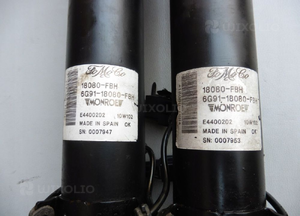 FoMoCo
18080-FBH
6G91-18080-FBH
MONROE
E4400202 10W102
MADE IN SPAIN OK
SN: 0007947
FoMoCo
18080-FBH
6G91-18080-FBH
MONROE
E4400202 10W102
MADE IN SPAIN OK
SN: 0007953